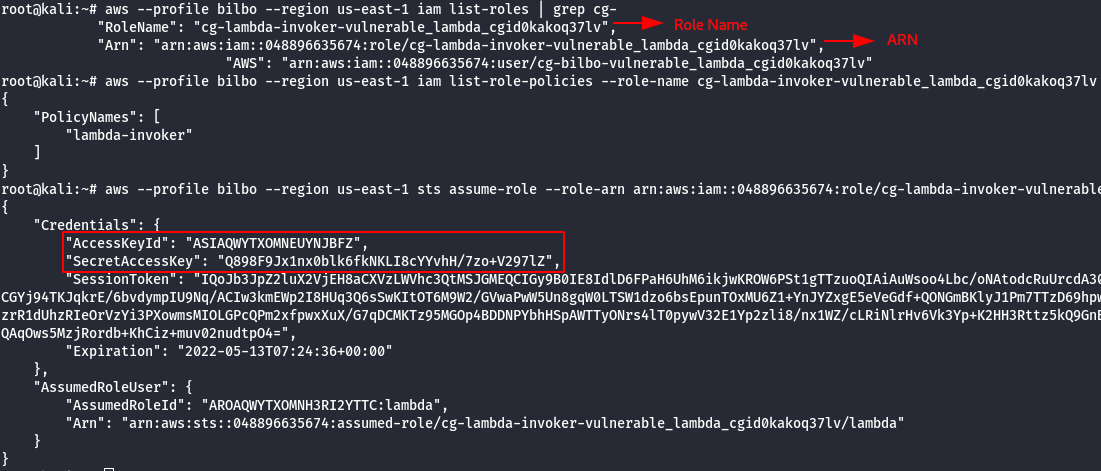 root@kali:~# aws --profile bilbo --region us-east-1 iam list-roles | grep cg-
"RoleName": "cg-lambda-invoker-vulnerable_lambda_cgid0kakoq37lv", Role Name
"Arn": "arn:aws:iam::048896635674:role/cg-lambda-invoker-vulnerable_lambda_cgid0kakoq37lv", ARN
"AWS": "arn:aws:iam::048896635674:user/cg-bilbo-vulnerable_lambda_cgid0kakoq37lv"
root@kali:~# aws --profile bilbo --region us-east-1 iam list-role-policies --role-name cg-lambda-invoker-vulnerable_lambda_cgid0kakoq37lv
{
"PolicyNames": [
"lambda-invoker"
]
}
root@kali:~# aws --profile bilbo --region us-east-1 sts assume-role --role-arn arn:aws:iam::048896635674:role/cg-lambda-invoker-vulnerable
{
"Credentials": {
"AccessKeyId": "ASIAQWYTXOMNEUYNJBFZ",
"SecretAccessKey": "Q898F9Jx1nx0blk6fkNKLI8cYYvhH/7zo+V297lZ",
"SessionToken": "IQoJb3JpZ2luX2VjEH8aCXVzLWVhc3QtMSJGMEQCIGy9B0IE8IdlD6FPaH6UhM6ikjwKROW6PSt1gTTzuoQIAiAuWsoo4Lbc/oNAtodcRuUrcdA30
CGYj94TKJqkrE/6bvdympIU9Nq/ACIw3kmEWp2I8HUq3Q6sSwKItOT6M9W2/GVwaPwW5Un8gqW0LTSW1dzo6bsEpunTOxMU6Z1+YnJYZxgE5eVeGdf+QONGmBKlyJ1Pm7TTzD69hpw
zrR1dUhzRIeOrVzYi3PXowmsMIOLGPcQPm2xfpwxXuX/G7qDCMKTz95MGOp4BDDNPYbhHSpAWTTyONrs4lT0pywV32E1Yp2zli8/nx1WZ/cLRiNlrHv6Vk3Yp+K2HH3Rttz5kQ9GnE
QAqOws5MzjRordb+KhCiz+muv02nudtpO4=",
"Expiration": "2022-05-13T07:24:36+00:00"
},
"AssumedRoleUser": {
"AssumedRoleId": "AROAQWYTXOMNH3RI2YTTC:lambda",
"Arn": "arn:aws:sts::048896635674:assumed-role/cg-lambda-invoker-vulnerable_lambda_cgid0kakoq37lv/lambda"
}
}